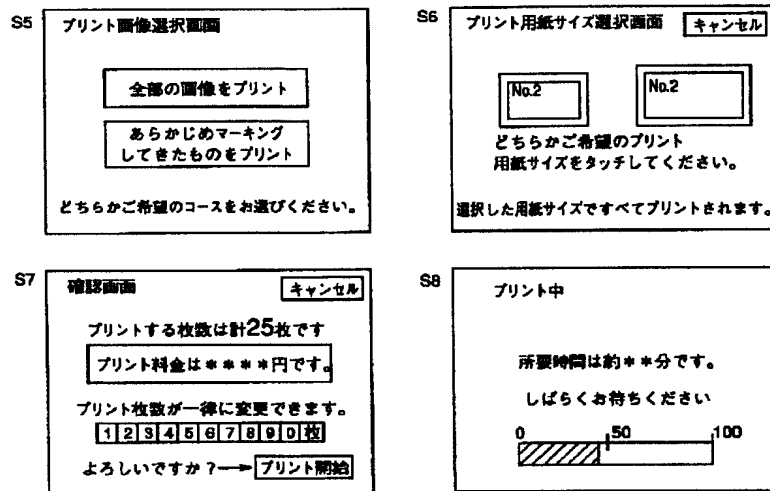 S5
プリント画像選択画面
全部の画像をプリント
あらかじめマーキング
してきたものをプリント
どちらかご希望のコースをお選びください。
S6
プリント用紙サイズ選択画面
キャンセル
No.2
No.2
どちらかご希望のプリント
用紙サイズをタッチしてください。
選択した用紙サイズですべてプリントされます。
S7
確認画面
キャンセル
プリントする枚数は計25枚です
プリント料金は＊＊＊＊円です。
プリント枚数が一律に変更できます。
1 2 3 4 5 6 7 8 9 0 枚
よろしいですか？→ プリント開始
S8
プリント中
所要時間は約＊＊分です。
しばらくお待ちください
0 50 100